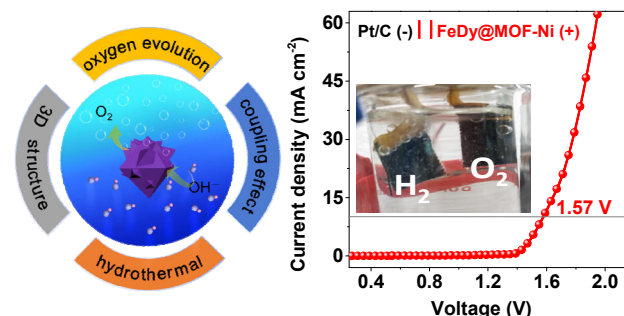 oxygen evolution
3D structure
coupling effect
O2
OH−
hydrothermal
Pt/C (-) || FeDy@MOF-Ni (+)
Current density (mA cm-2)
60
45
30
15
0
H2
O2
1.57 V
0.4
0.8
1.2
1.6
2.0
Voltage (V)